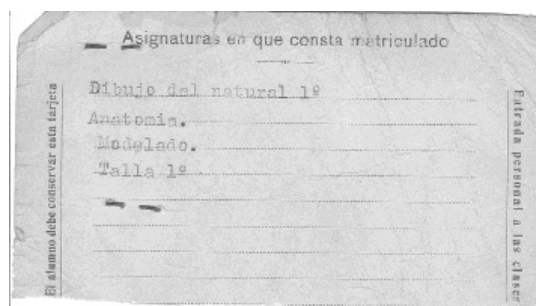 Asignaturas en que consta matriculado
Dibujo del natural 1º
Anatomia.
Modelado.
Talla 1º
El alumno debe conservar esta tarjeta
Entrada personal a las clases